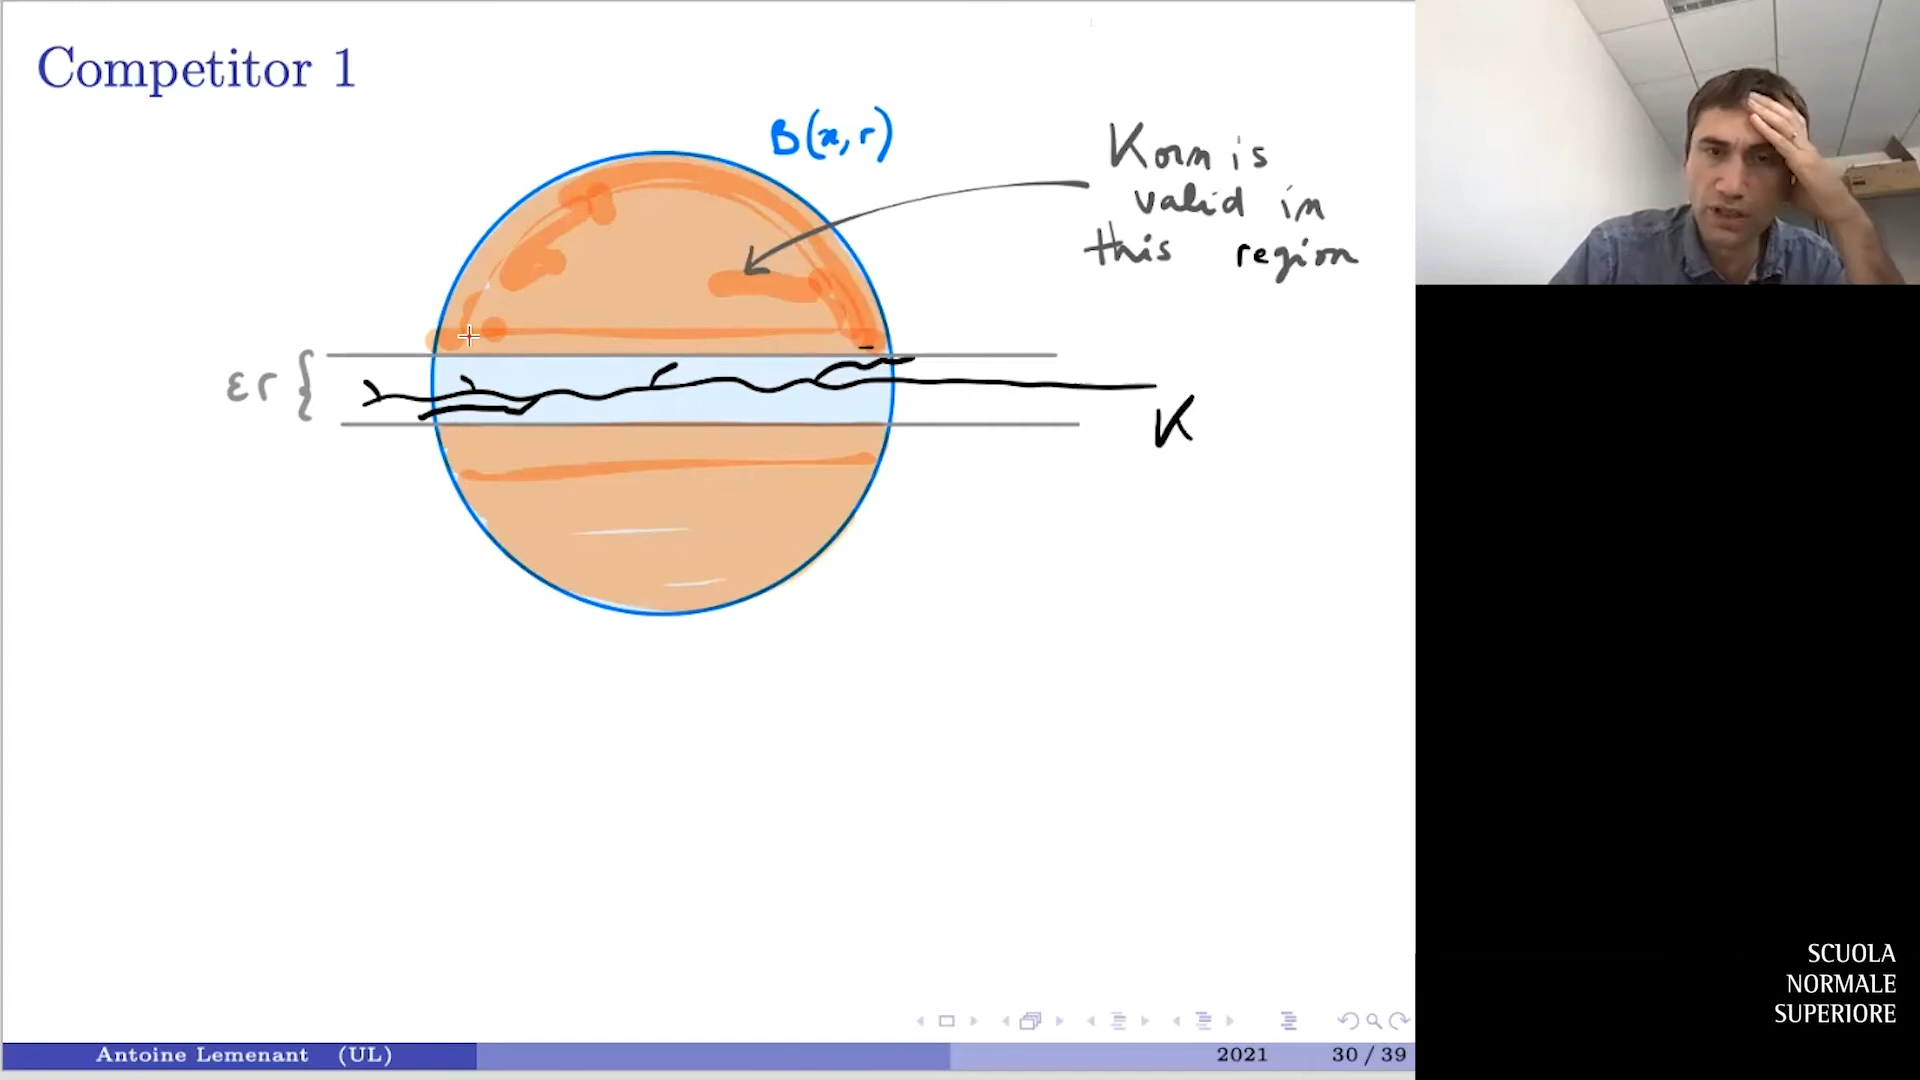 Competitor 1
B(x, r)
Korn is
valid in
this region
εr {
K
SCUOLA
NORMALE
SUPERIORE
Antoine Lemenant (UL) 2021 30 / 39